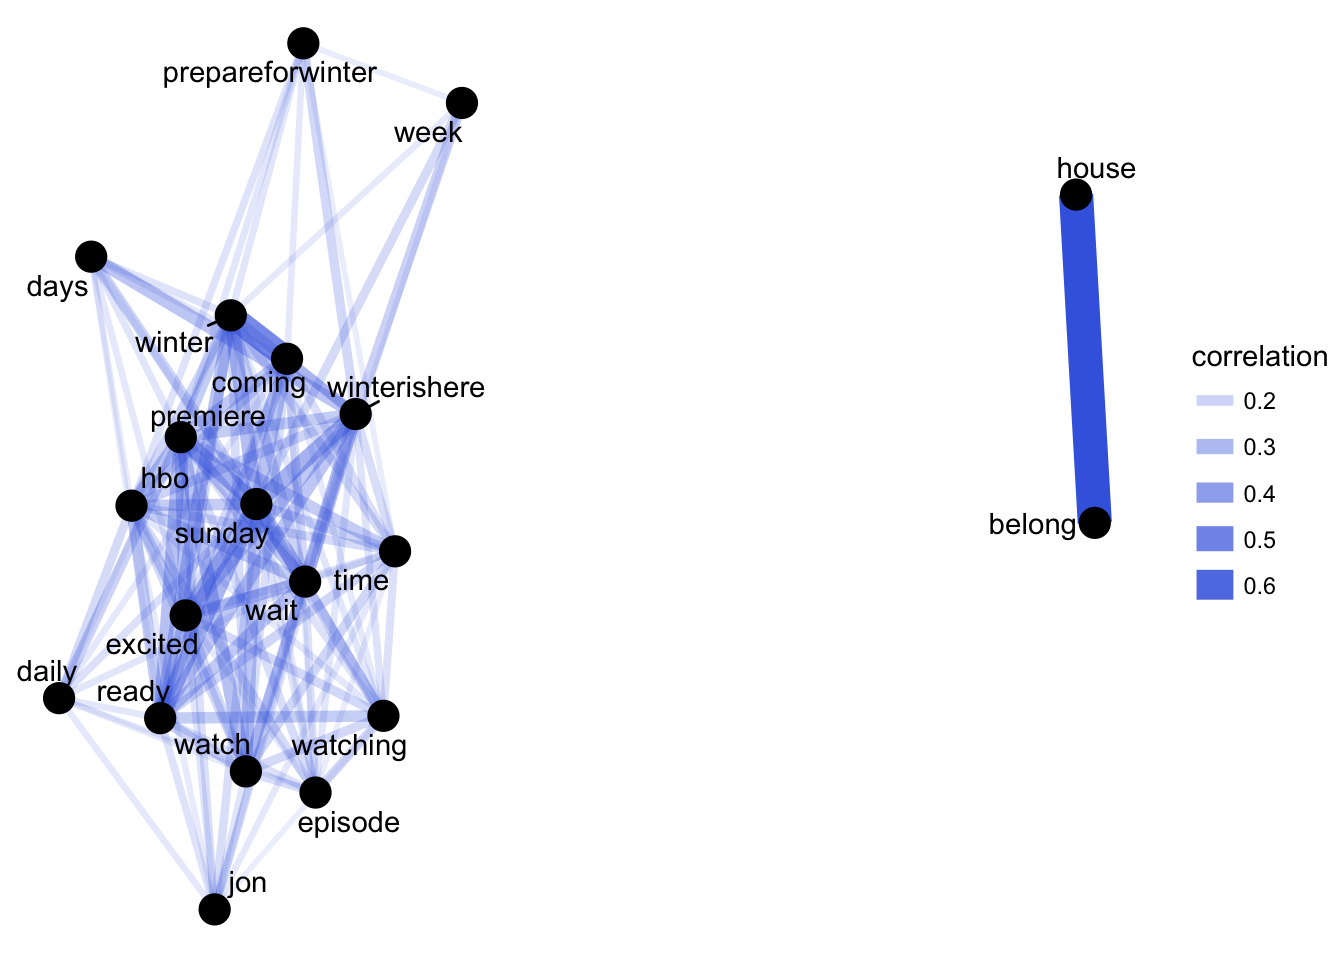 prepareforwinter
week
house
days
winter
coming
winterishere
premiere
hbo
sunday
belong
time
wait
excited
daily
ready
watch
watching
episode
jon
correlation
0.2
0.3
0.4
0.5
0.6